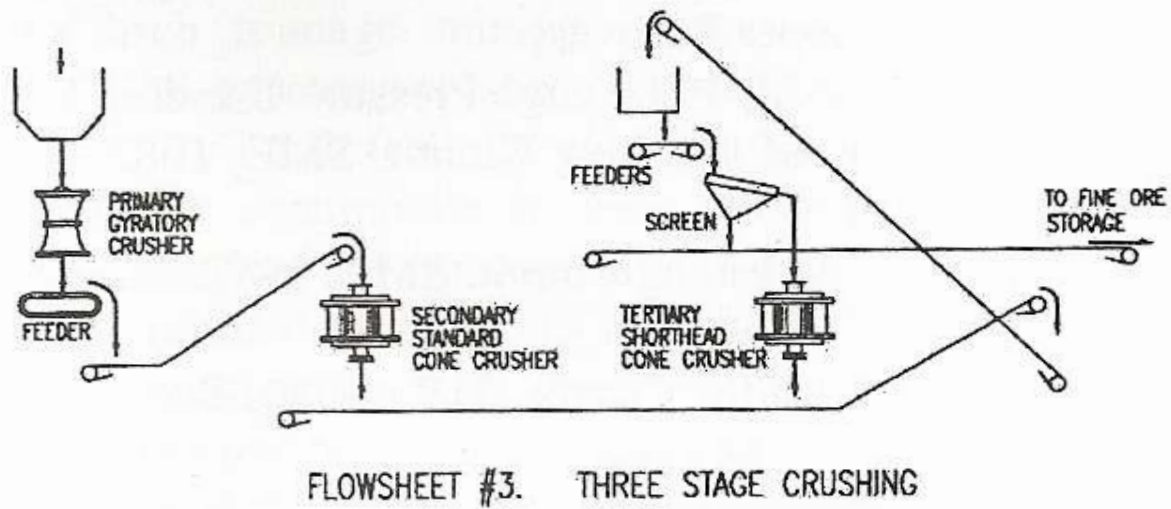 PRIMARY
GYRATORY
CRUSHER
FEEDER
SECONDARY
STANDARD
CONE CRUSHER
FEEDERS
SCREEN
TERTIARY
SHORTHEAD
CONE CRUSHER
TO FINE ORE
STORAGE
FLOWSHEET #3. THREE STAGE CRUSHING